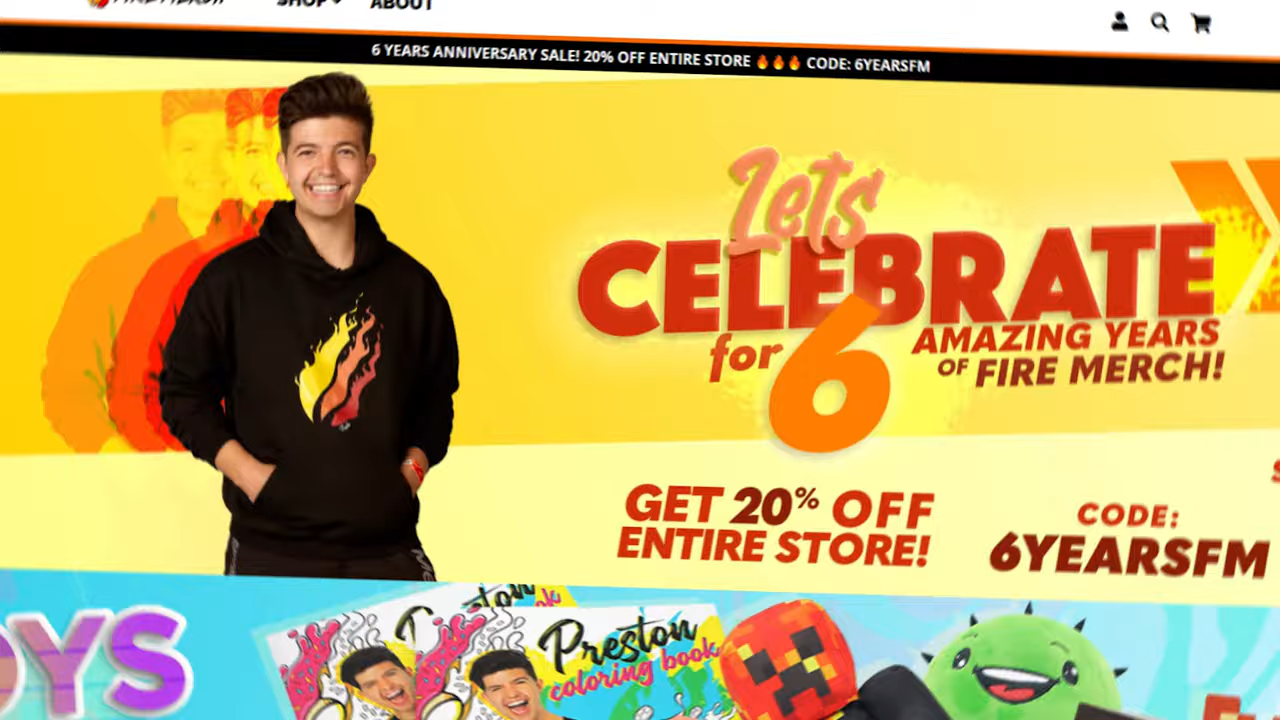 SHOP ABOUT
6 YEARS ANNIVERSARY SALE! 20% OFF ENTIRE STORE 🔥🔥🔥 CODE: 6YEARSFM
Lets
CELEBRATE
for 6 AMAZING YEARS
OF FIRE MERCH!
GET 20% OFF
ENTIRE STORE!
CODE:
6YEARSFM
OYS
Preston
coloring book